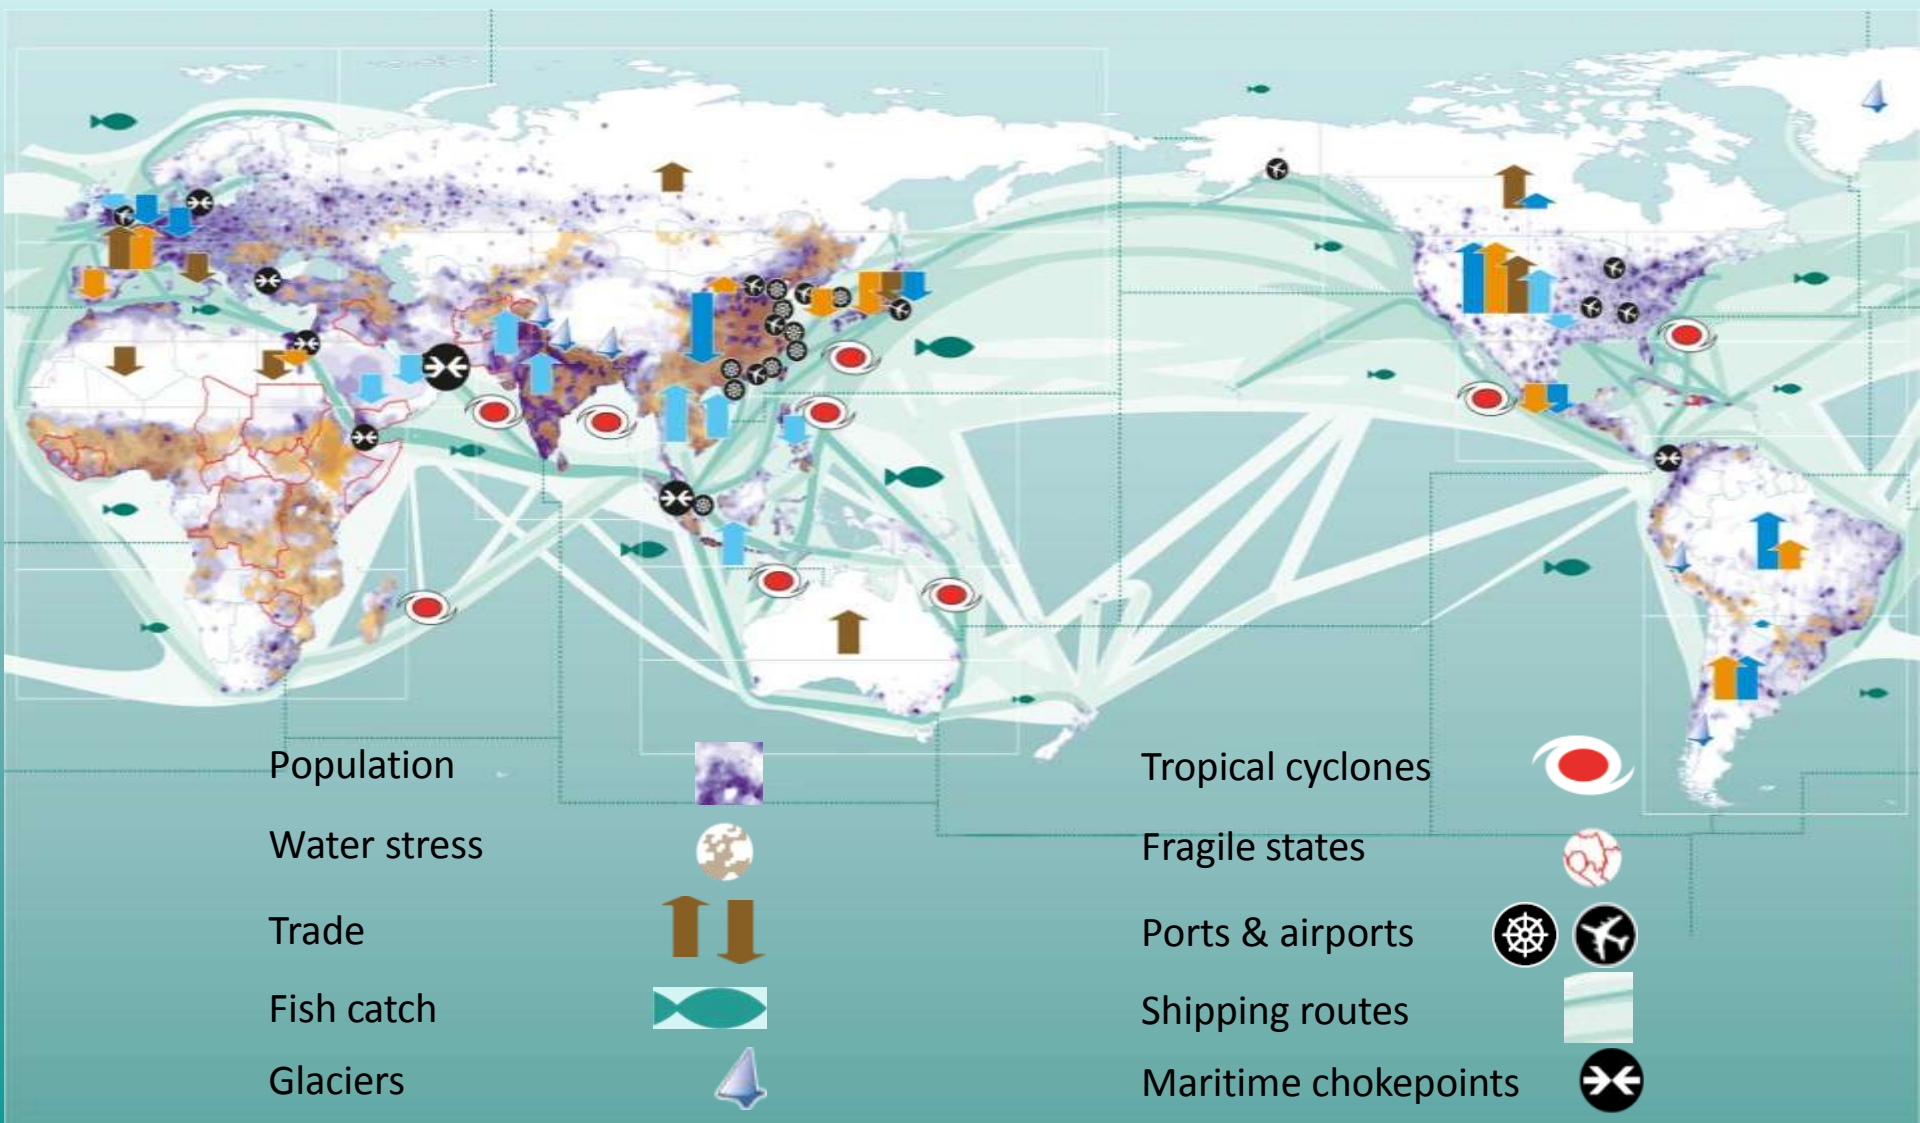 Population
Water stress
Trade
Fish catch
Glaciers
Tropical cyclones
Fragile states
Ports & airports
Shipping routes
Maritime chokepoints